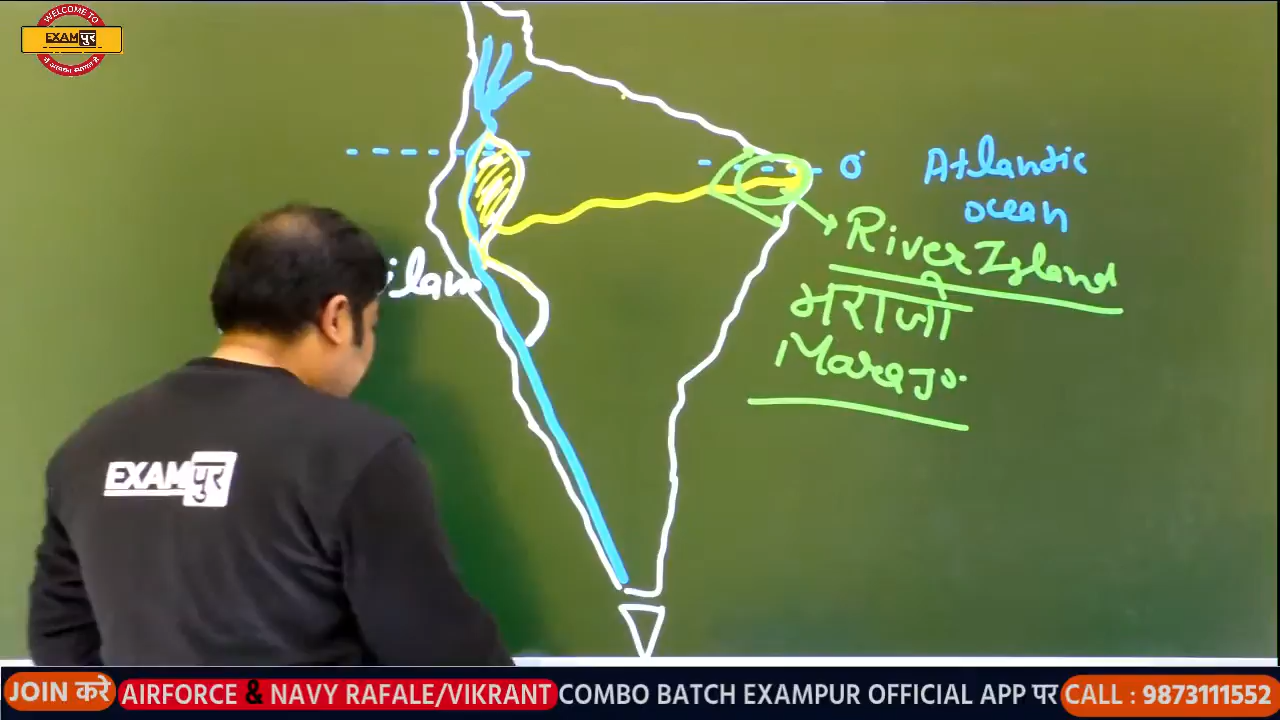 WELCOME TO
EXAMपुर
0°
Atlantic
ocean
River Island
मराजो
Marajo
EXAMपुर
JOIN करे AIRFORCE & NAVY RAFALE/VIKRANT COMBO BATCH EXAMPUR OFFICIAL APP पर CALL : 9873111552